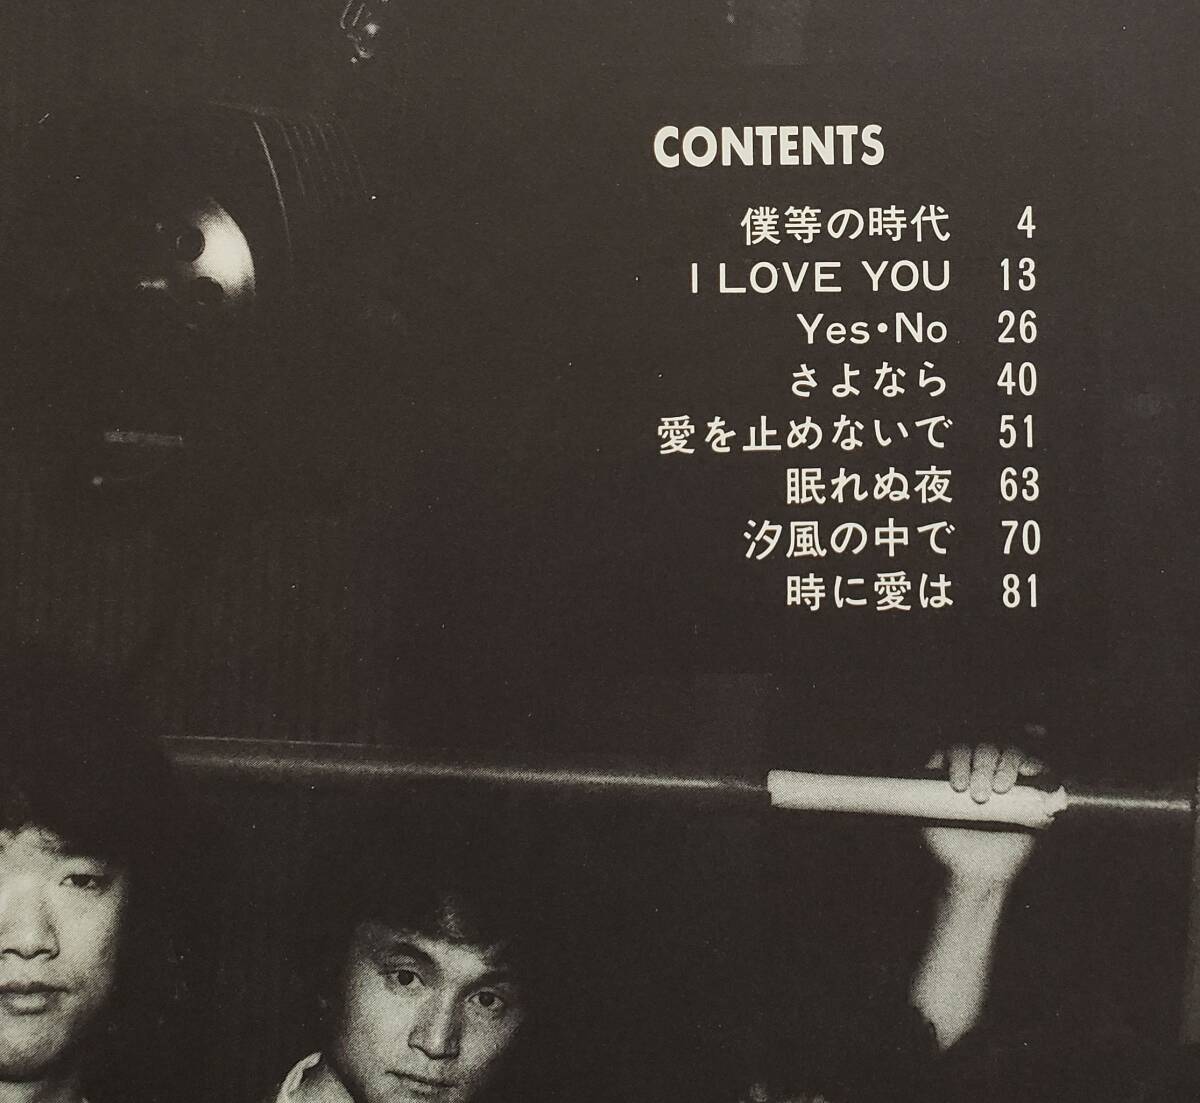 CONTENTS
僕等の時代 4
I LOVE YOU 13
Yes・No 26
さよなら 40
愛を止めないで 51
眠れぬ夜 63
汐風の中で 70
時に愛は 81